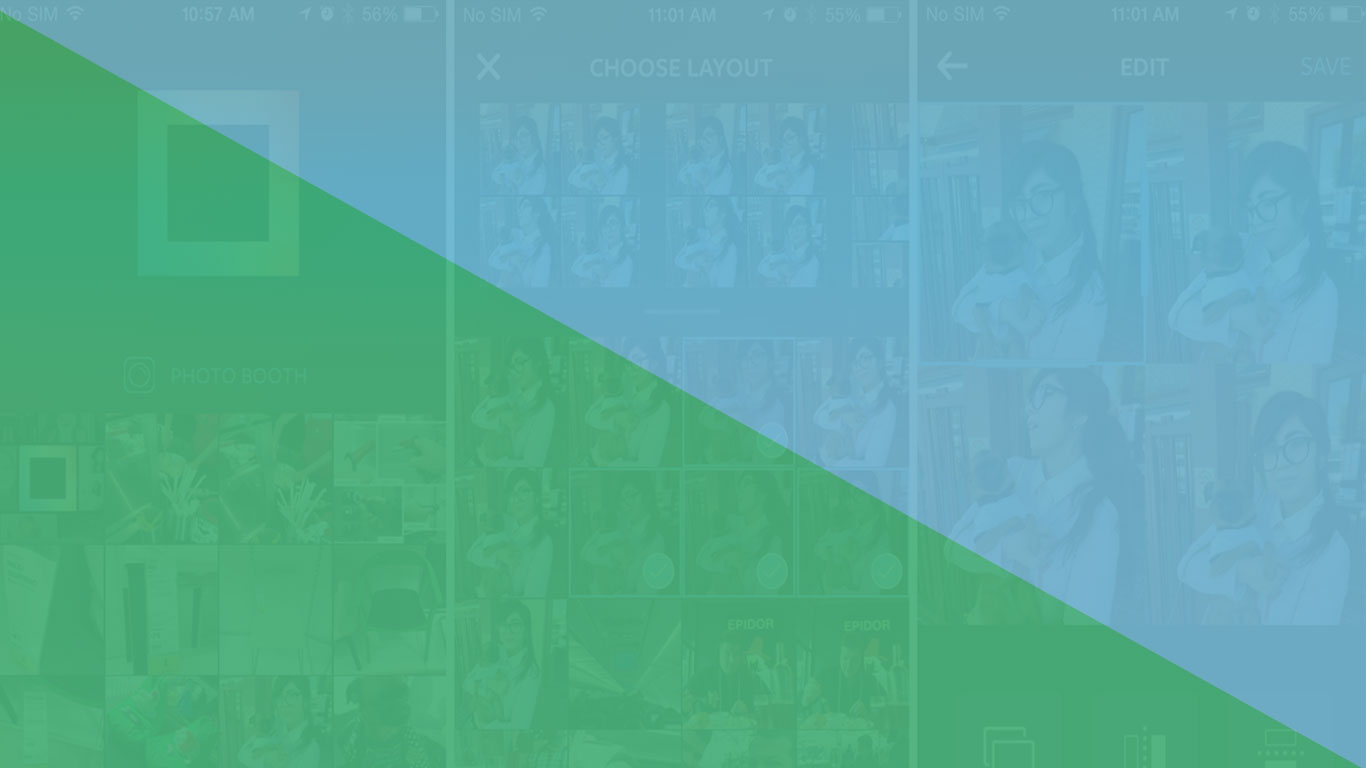 No SIM 10:57 AM 56%
PHOTO BOOTH
No SIM 11:01 AM 55%
CHOOSE LAYOUT
EPIDOR EPIDOR
No SIM 11:01 AM 55%
EDIT SAVE